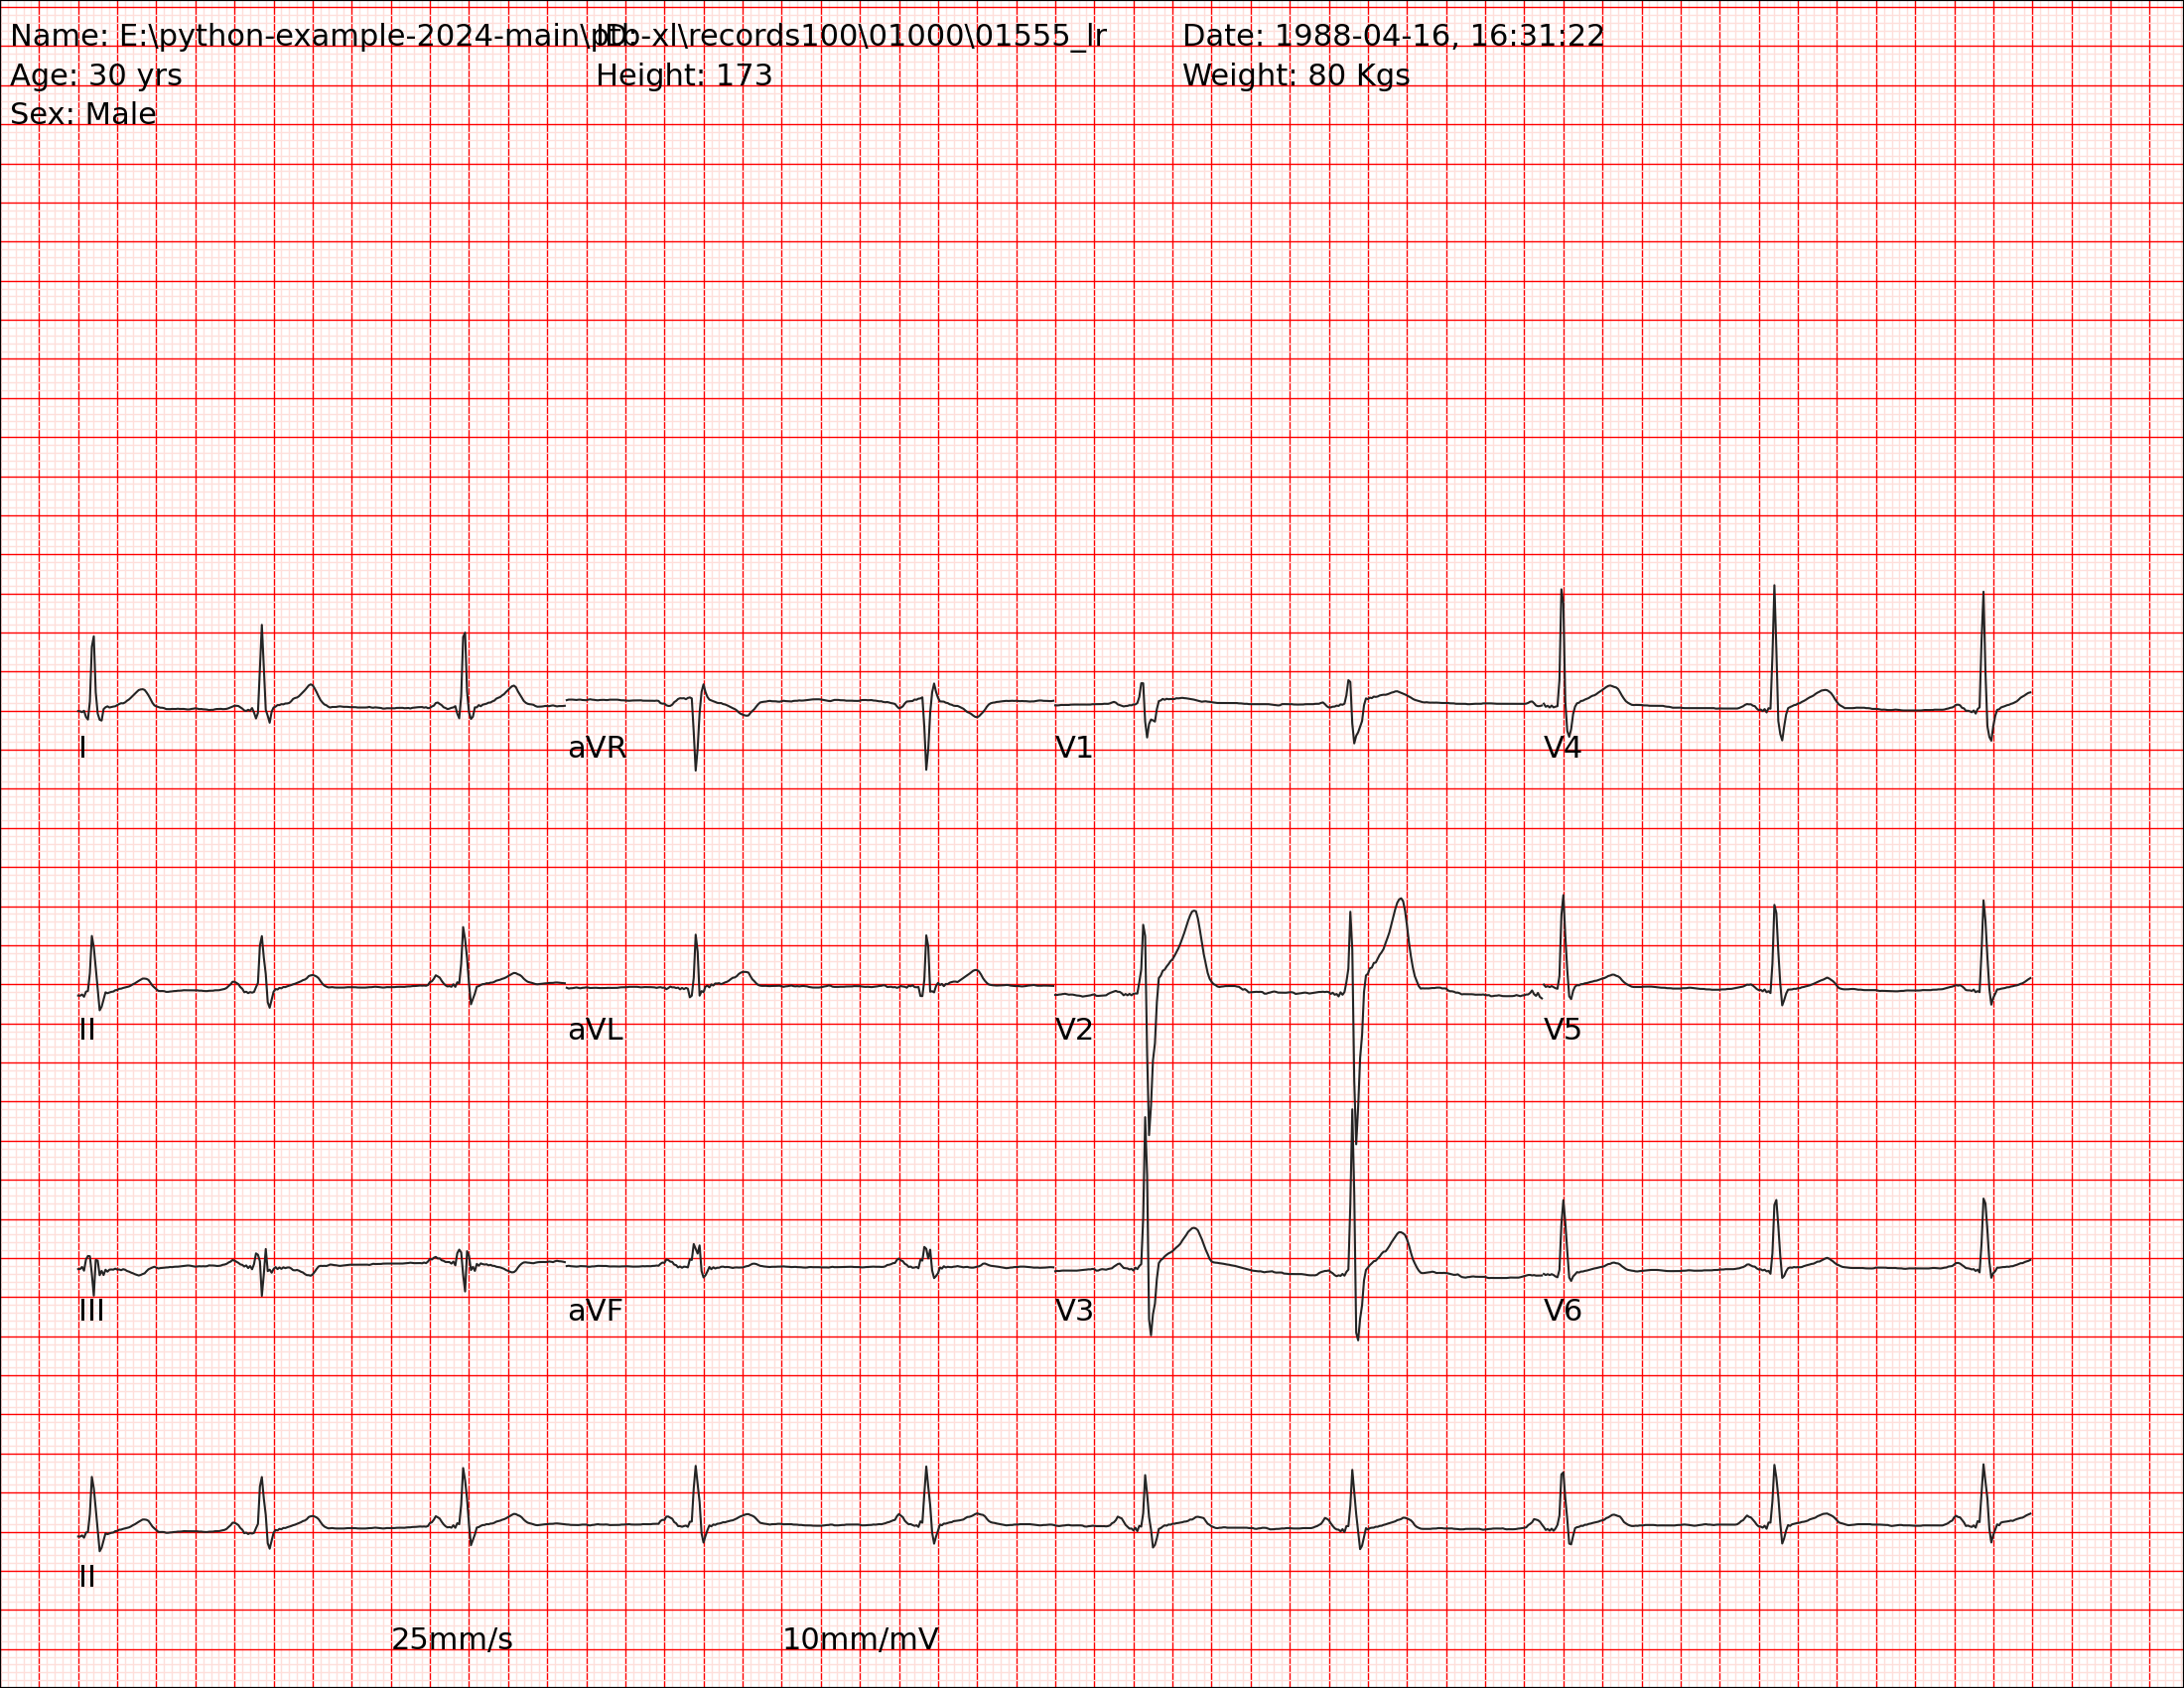 Name: E:\python-example-2024-main\ptb-xl\records100\01000\01555_lr ID: Date: 1988-04-16, 16:31:22
Age: 30 yrs Height: 173 Weight: 80 Kgs
Sex: Male
I aVR V1 V4
II aVL V2 V5
III aVF V3 V6
II
25mm/s 10mm/mV